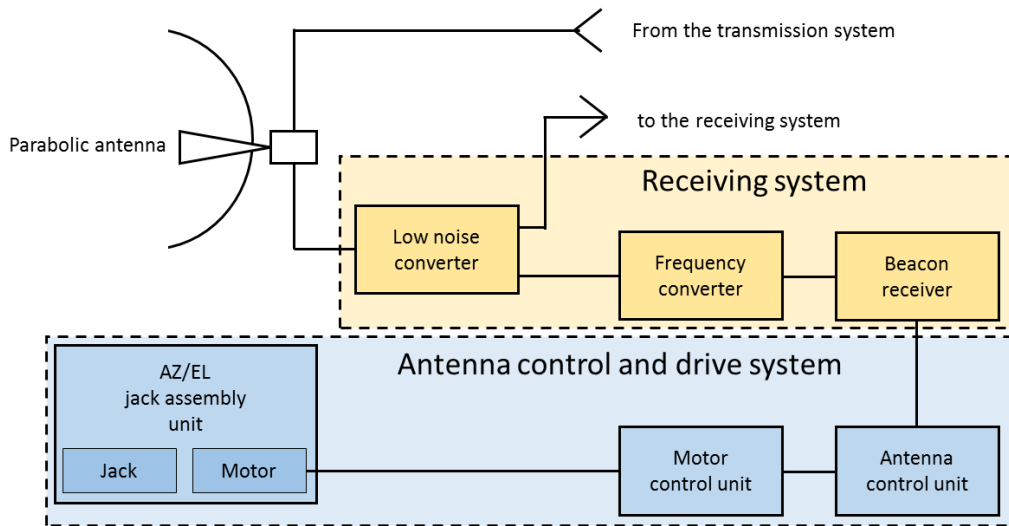 From the transmission system
to the receiving system
Parabolic antenna
Receiving system
Low noise
converter
Frequency
converter
Beacon
receiver
Antenna control and drive system
AZ/EL
jack assembly
unit
Jack
Motor
Motor
control unit
Antenna
control unit